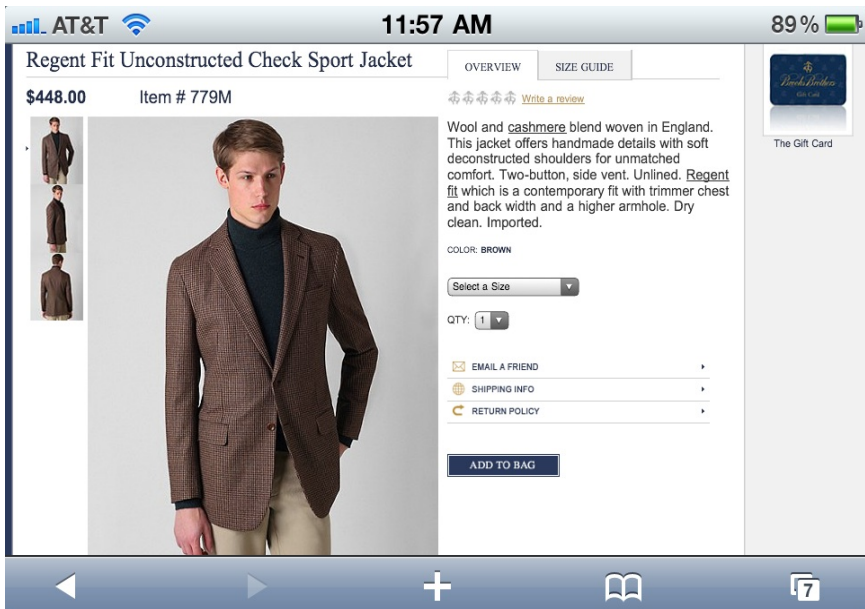 AT&T 11:57 AM 89%
Regent Fit Unconstructed Check Sport Jacket
$448.00 Item # 779M
OVERVIEW SIZE GUIDE
Write a review
Wool and cashmere blend woven in England.
This jacket offers handmade details with soft
deconstructed shoulders for unmatched
comfort. Two-button, side vent. Unlined. Regent
fit which is a contemporary fit with trimmer chest
and back width and a higher armhole. Dry
clean. Imported.
COLOR: BROWN
Select a Size
QTY: 1
EMAIL A FRIEND
SHIPPING INFO
RETURN POLICY
ADD TO BAG
Brooks Brothers
Gift Card
The Gift Card
7